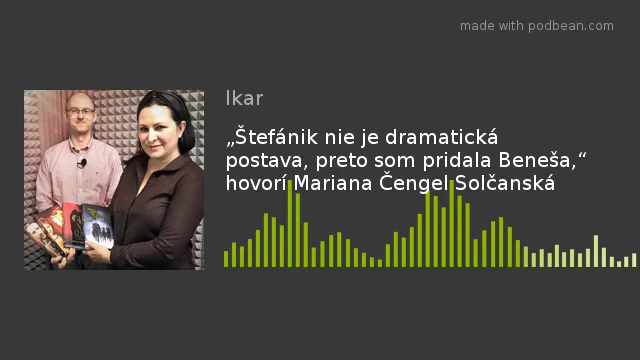 made with podbean.com
Ikar
„Štefánik nie je dramatická
postava, preto som pridala Beneša,“
hovorí Mariana Čengel Solčanská